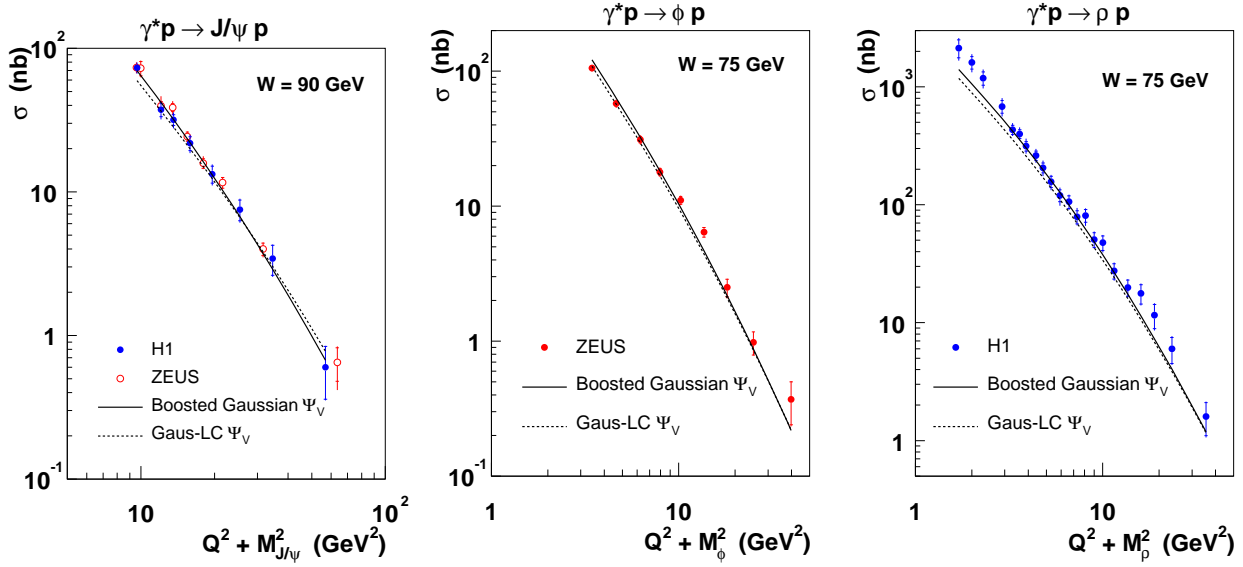 γ*p → J/ψ p
σ (nb)
W = 90 GeV
10²
10
1
10⁻¹
H1
ZEUS
Boosted Gaussian Ψ_V
Gaus-LC Ψ_V
10
10²
Q² + M²_J/ψ (GeV²)
γ*p → ϕ p
σ (nb)
W = 75 GeV
10²
10
1
10⁻¹
ZEUS
Boosted Gaussian Ψ_V
Gaus-LC Ψ_V
1
10
Q² + M²_ϕ (GeV²)
γ*p → ρ p
σ (nb)
W = 75 GeV
10³
10²
10
1
H1
Boosted Gaussian Ψ_V
Gaus-LC Ψ_V
1
10
Q² + M²_ρ (GeV²)